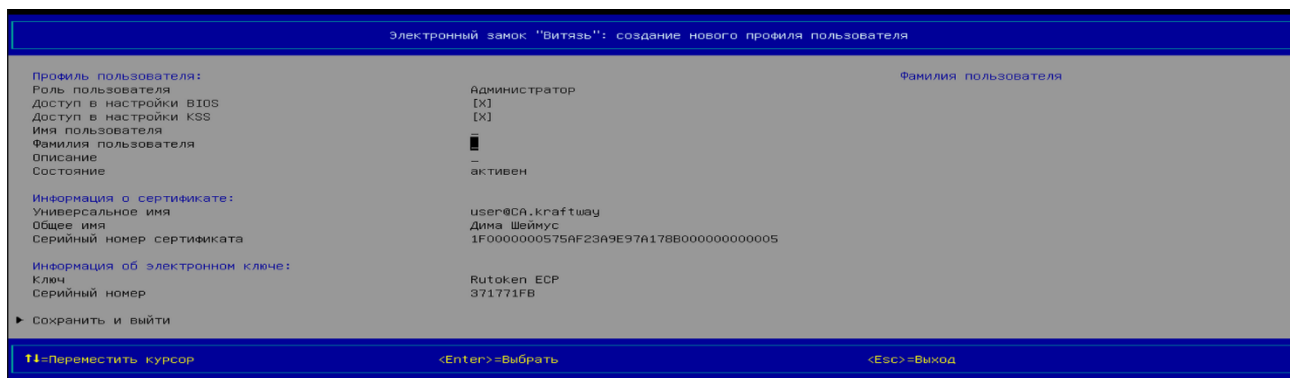 Электронный замок "Витязь": создание нового профиля пользователя
Профиль пользователя: Фамилия пользователя
Роль пользователя Администратор
Доступ в настройки BIOS [X]
Доступ в настройки KSS [X]
Имя пользователя _
Фамилия пользователя
Описание _
Состояние активен
Информация о сертификате:
Универсальное имя user@CA.kraftway
Общее имя Дима Шеймус
Серийный номер сертификата 1F0000000575AF23A9E97A178B000000000005
Информация об электронном ключе:
Ключ Rutoken ECP
Серийный номер 371771FB
► Сохранить и выйти
↑↓=Переместить курсор <Enter>=Выбрать <Esc>=Выход